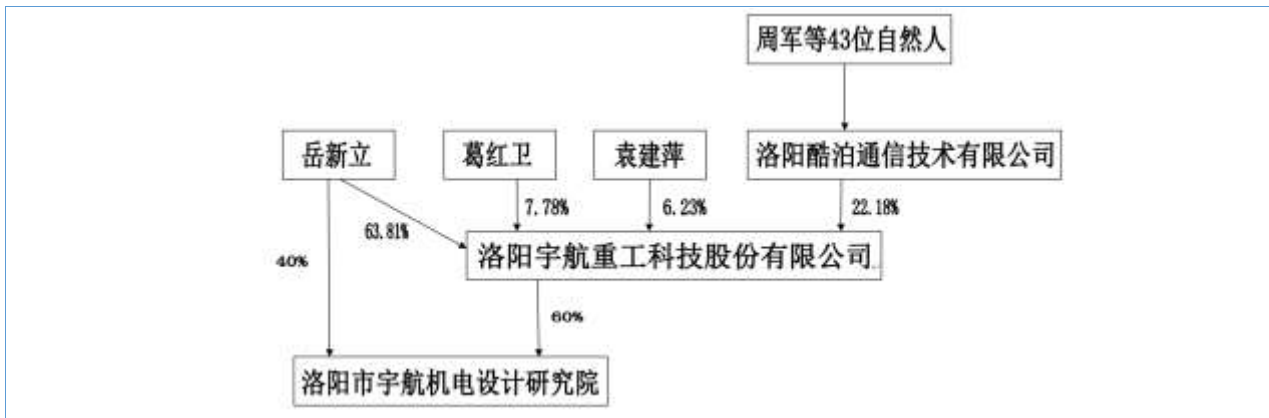 周军等43位自然人
岳新立
葛红卫
袁建萍
洛阳酷泊通信技术有限公司
7.78%
6.23%
22.18%
63.81%
洛阳宇航重工科技股份有限公司
40%
60%
洛阳市宇航机电设计研究院